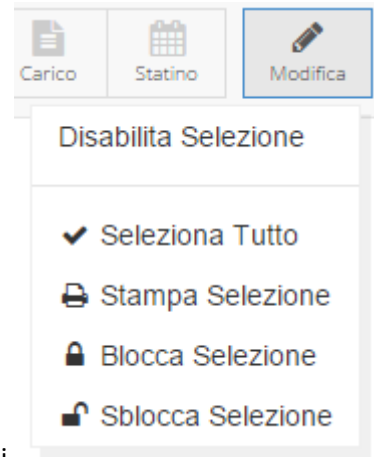 Carico Statino Modifica
Disabilita Selezione
Seleziona Tutto
Stampa Selezione
Blocca Selezione
Sblocca Selezione
i